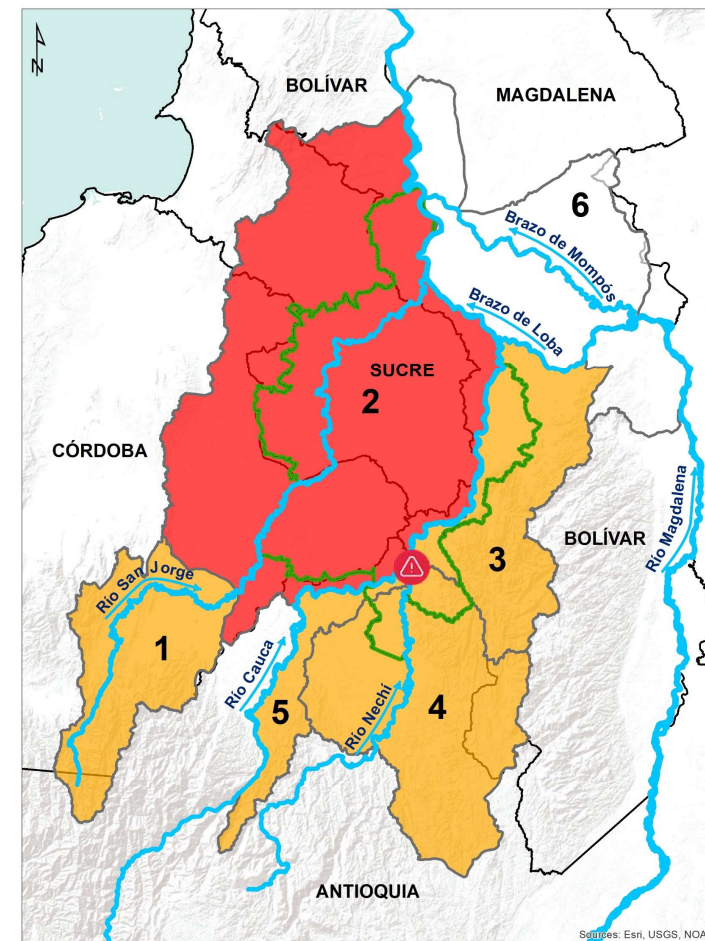 N
BOLÍVAR
MAGDALENA
6
Brazo de Mompós
Brazo de Loba
SUCRE
2
CÓRDOBA
Río Magdalena
BOLÍVAR
3
Río San Jorge
1
Río Cauca
5
Río Nechí
4
ANTIOQUIA
Sources: Esri, USGS, NOA